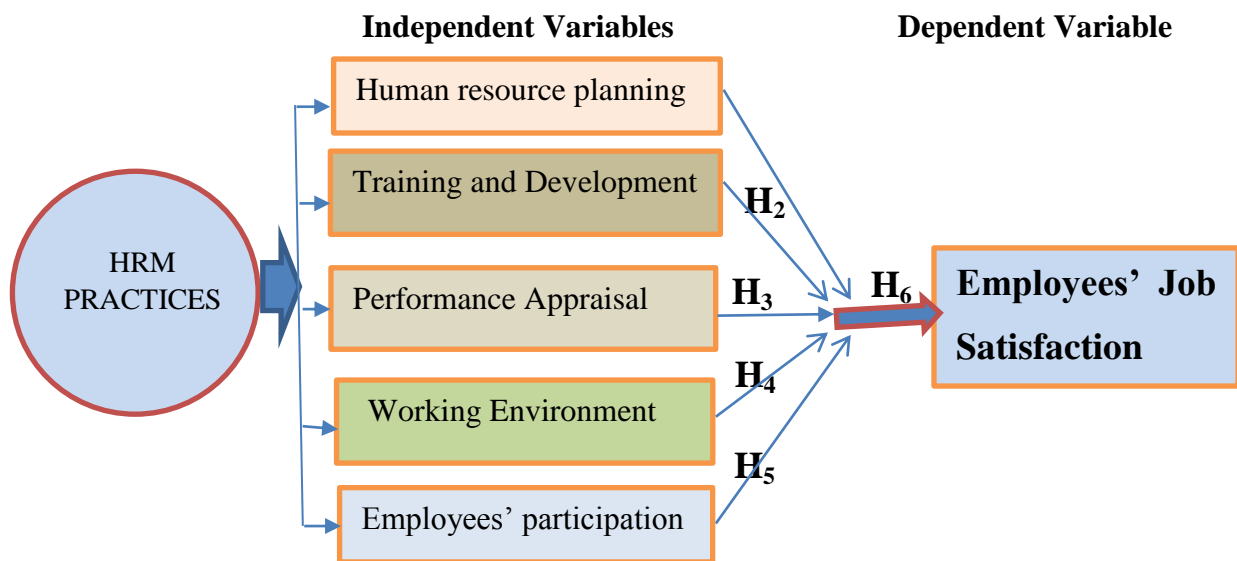 Independent Variables
Dependent Variable
Human resource planning
Training and Development
H2
HRM
PRACTICES
Performance Appraisal
H3
H6
Employees’ Job
Satisfaction
Working Environment
H4
H5
Employees’ participation